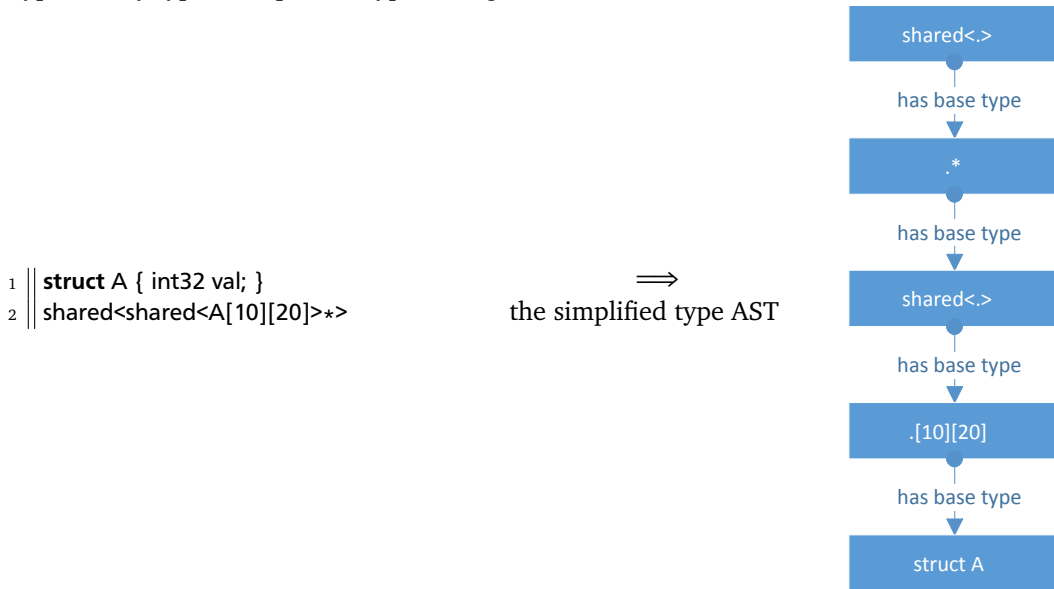 1 struct A { int32 val; }
2 shared<shared<A[10][20]>*>
⟹
the simplified type AST
shared<.>
has base type
.*
has base type
shared<.>
has base type
.[10][20]
has base type
struct A